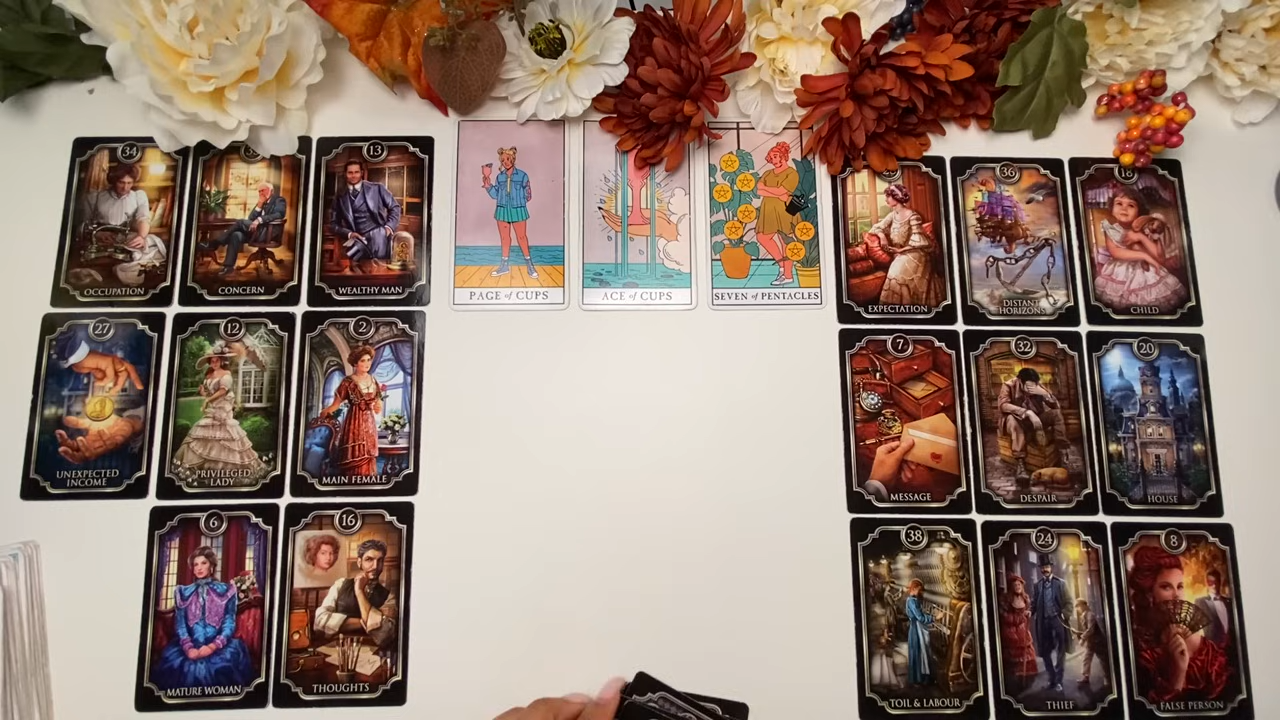 34
OCCUPATION
CONCERN
13
WEALTHY MAN
PAGE of CUPS
ACE of CUPS
SEVEN of PENTACLES
EXPECTATION
36
DISTANT
HORIZONS
18
CHILD
27
UNEXPECTED
INCOME
12
PRIVILEGED
LADY
2
MAIN FEMALE
7
MESSAGE
32
DESPAIR
20
HOUSE
6
MATURE WOMAN
16
THOUGHTS
38
TOIL & LABOUR
24
THIEF
8
FALSE PERSON